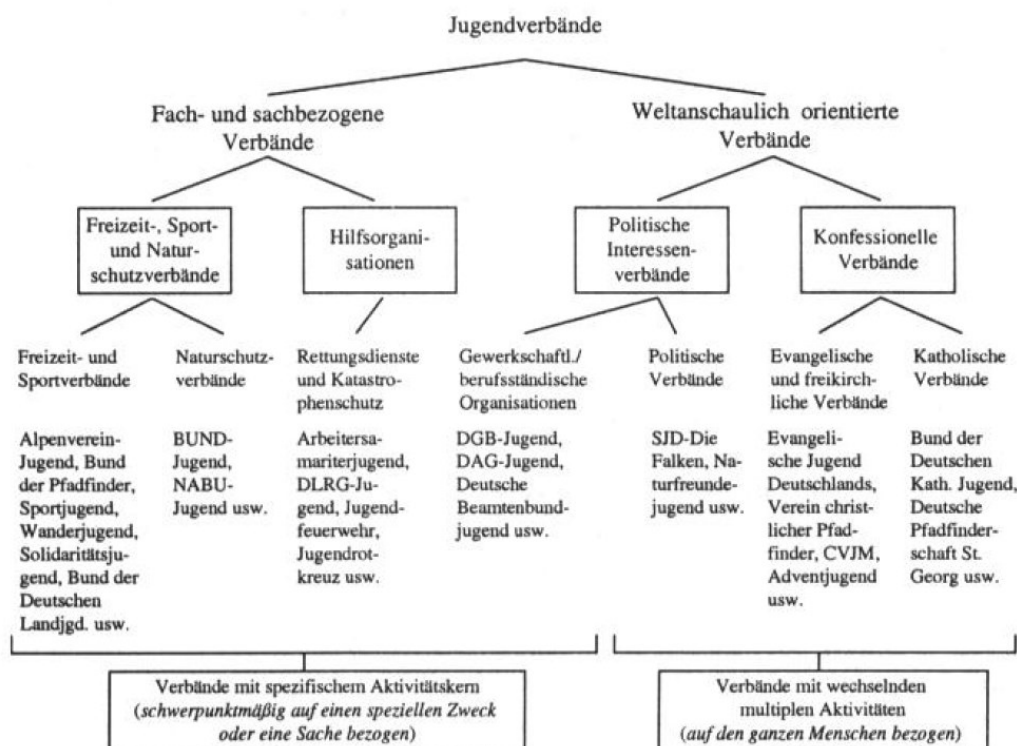 Jugendverbände
Fach- und sachbezogene
Verbände
Weltanschaulich orientierte
Verbände
Freizeit-, Sport-
und Natur-
schutzverbände
Hilfsorgani-
sationen
Politische
Interessen-
verbände
Konfessionelle
Verbände
Freizeit- und
Sportverbände
Naturschutz-
verbände
Rettungsdienste
und Katastro-
phenschutz
Gewerkschaftl./
berufsständische
Organisationen
Politische
Verbände
Evangelische
und freikirch-
liche Verbände
Katholische
Verbände
Alpenverein-
Jugend, Bund
der Pfadfinder,
Sportjugend,
Wanderjugend,
Solidaritätsju-
gend, Bund der
Deutschen
Landjgd. usw.
BUND-
Jugend,
NABU-
Jugend usw.
Arbeitersa-
mariterjugend,
DLRG-Ju-
gend, Jugend-
feuerwehr,
Jugendrot-
kreuz usw.
DGB-Jugend,
DAG-Jugend,
Deutsche
Beamtenbund-
jugend usw.
SJD-Die
Falken, Na-
turfreunde-
jugend usw.
Evangeli-
sche Jugend
Deutschlands,
Verein christ-
licher Pfad-
finder, CVJM,
Adventjugend
usw.
Bund der
Deutschen
Kath. Jugend,
Deutsche
Pfadfinder-
schaft St.
Georg usw.
Verbände mit spezifischem Aktivitätskern
(schwerpunktmäßig auf einen speziellen Zweck
oder eine Sache bezogen)
Verbände mit wechselnden
multiplen Aktivitäten
(auf den ganzen Menschen bezogen)